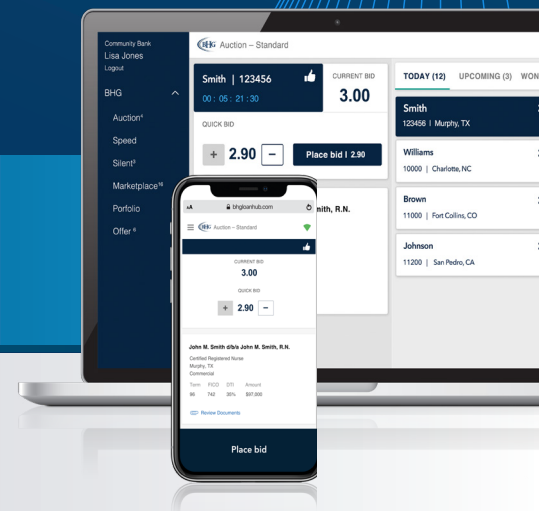 Community Bank
Lisa Jones
Logout
BHG
Auction⁴
Speed
Silent³
Marketplace¹⁶
Porfolio
Offer ⁶
BHG Auction – Standard
Smith | 123456
00 : 05 : 21 : 30
CURRENT BID
3.00
QUICK BID
+ 2.90 −
Place bid I 2.90
mith, R.N.
TODAY (12) UPCOMING (3) WON
Smith
123456 I Murphy, TX
Williams
10000 | Charlotte, NC
Brown
11000 | Fort Collins, CO
Johnson
11200 | San Pedro, CA
AA bhgloanhub.com
BHG Auction – Standard
CURRENT BID
3.00
QUICK BID
+ 2.90 −
John M. Smith d/b/a John M. Smith, R.N.
Certified Registered Nurse
Murphy, TX
Commercial
Term FICO DTI Amount
96 742 35% $97,000
Review Documents
Place bid